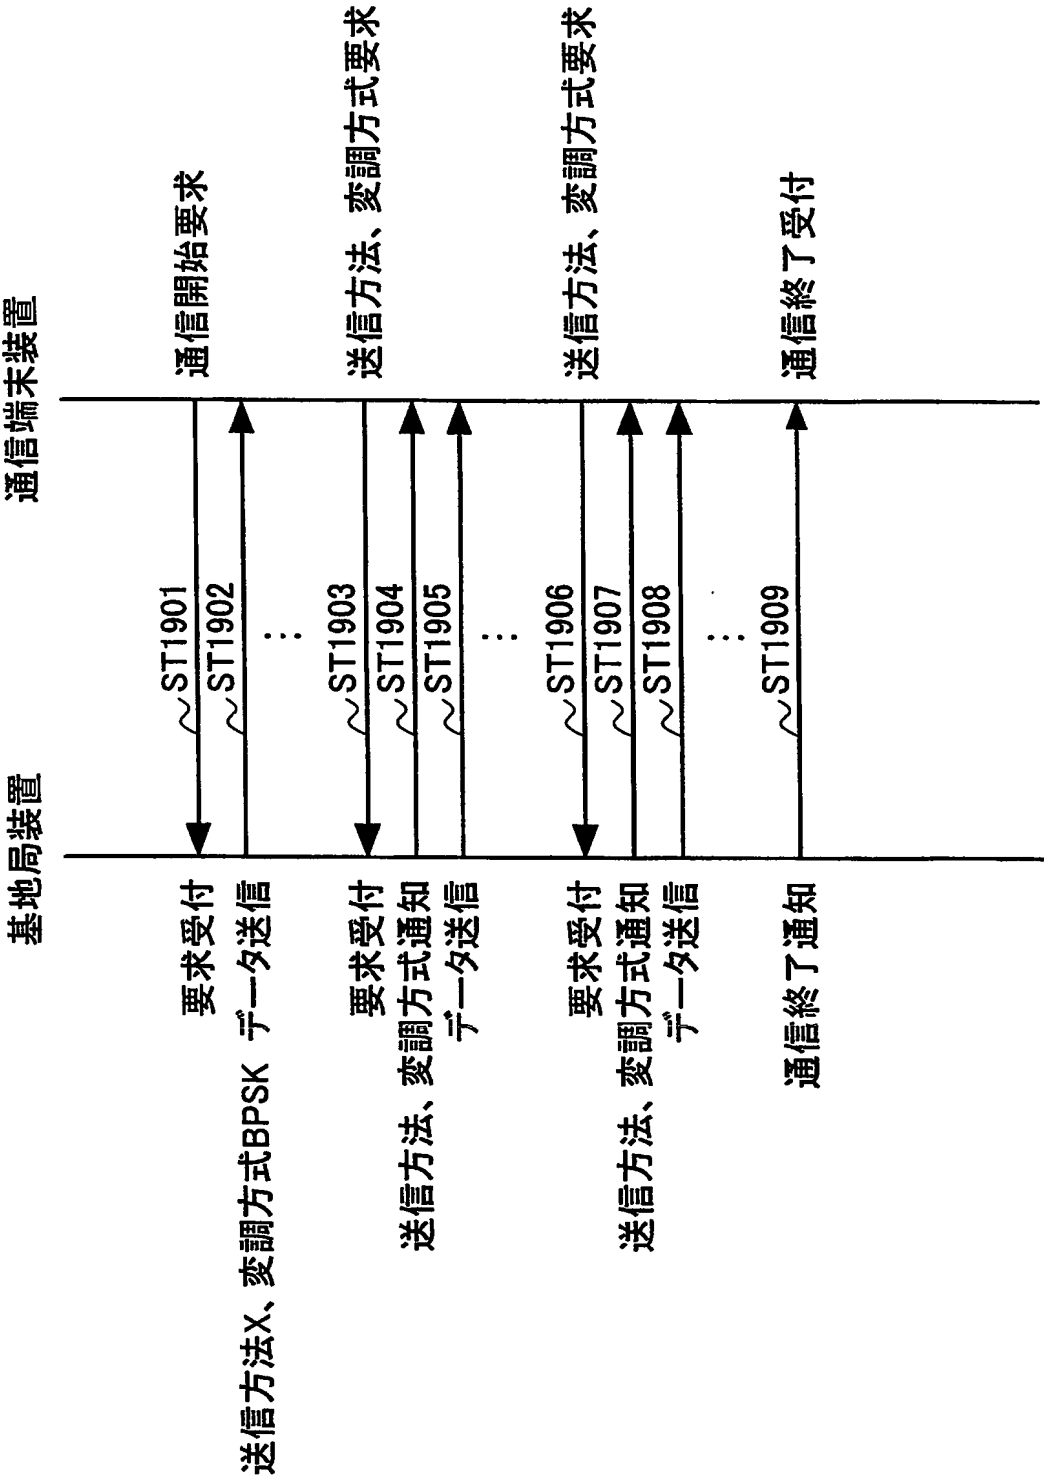 基地局装置
通信端末装置
要求受付
ST1901
通信開始要求
送信方法X、変調方式BPSK データ送信
ST1902
⋮
要求受付
ST1903
送信方法、変調方式要求
送信方法、変調方式通知
ST1904
データ送信
ST1905
⋮
要求受付
ST1906
送信方法、変調方式要求
送信方法、変調方式通知
ST1907
データ送信
ST1908
⋮
通信終了通知
ST1909
通信終了受付